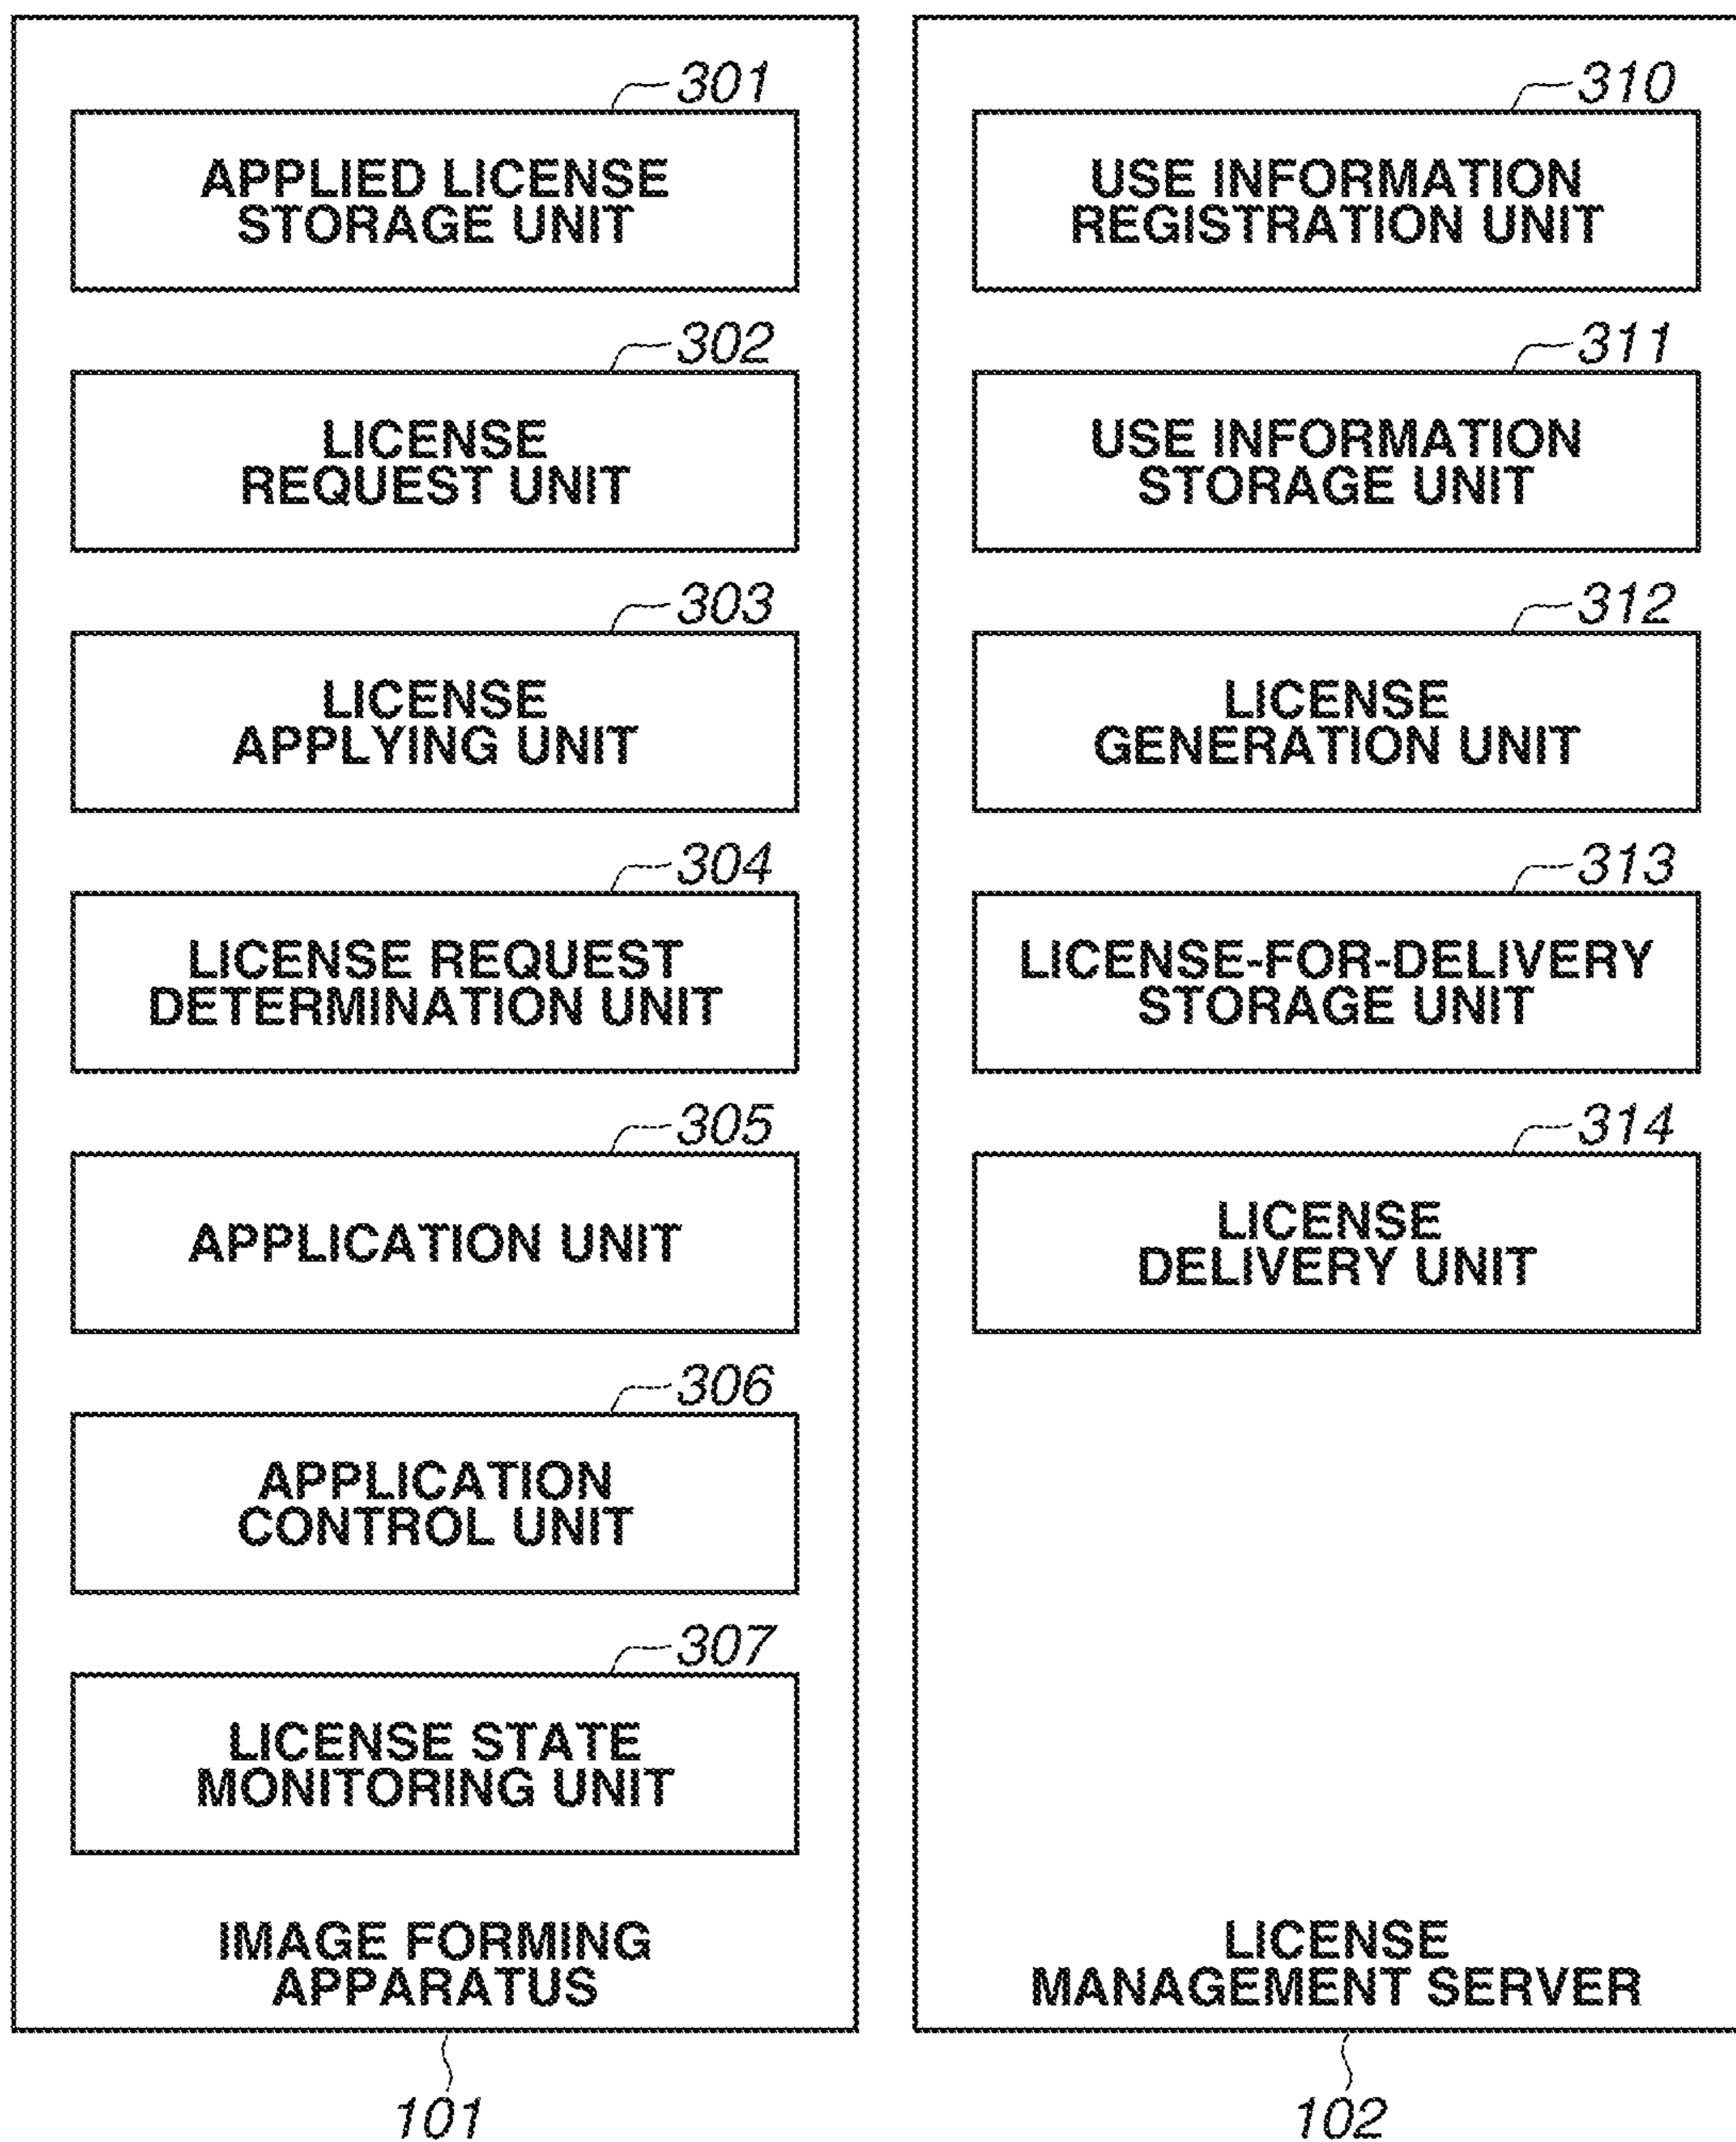 301
APPLIED LICENSE
STORAGE UNIT
302
LICENSE
REQUEST UNIT
303
LICENSE
APPLYING UNIT
304
LICENSE REQUEST
DETERMINATION UNIT
305
APPLICATION UNIT
306
APPLICATION
CONTROL UNIT
307
LICENSE STATE
MONITORING UNIT
IMAGE FORMING
APPARATUS
101
310
USE INFORMATION
REGISTRATION UNIT
311
USE INFORMATION
STORAGE UNIT
312
LICENSE
GENERATION UNIT
313
LICENSE-FOR-DELIVERY
STORAGE UNIT
314
LICENSE
DELIVERY UNIT
LICENSE
MANAGEMENT SERVER
102